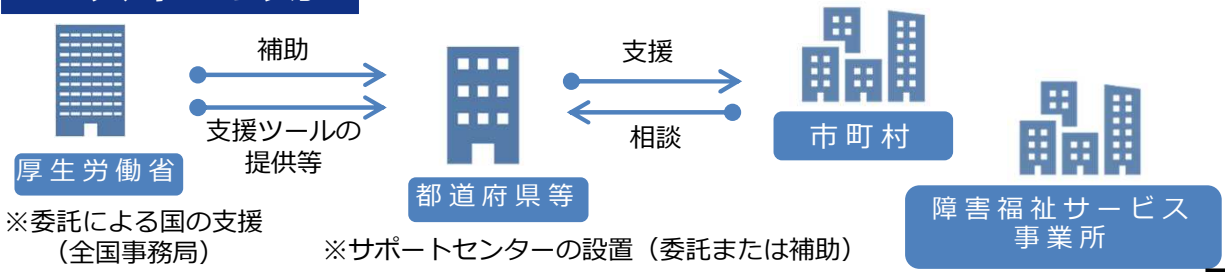 補助
支援ツールの
提供等
厚生労働省
※委託による国の支援
(全国事務局)
支援
相談
都道府県等
※サポートセンターの設置(委託または補助)
市町村
障害福祉サービス
事業所